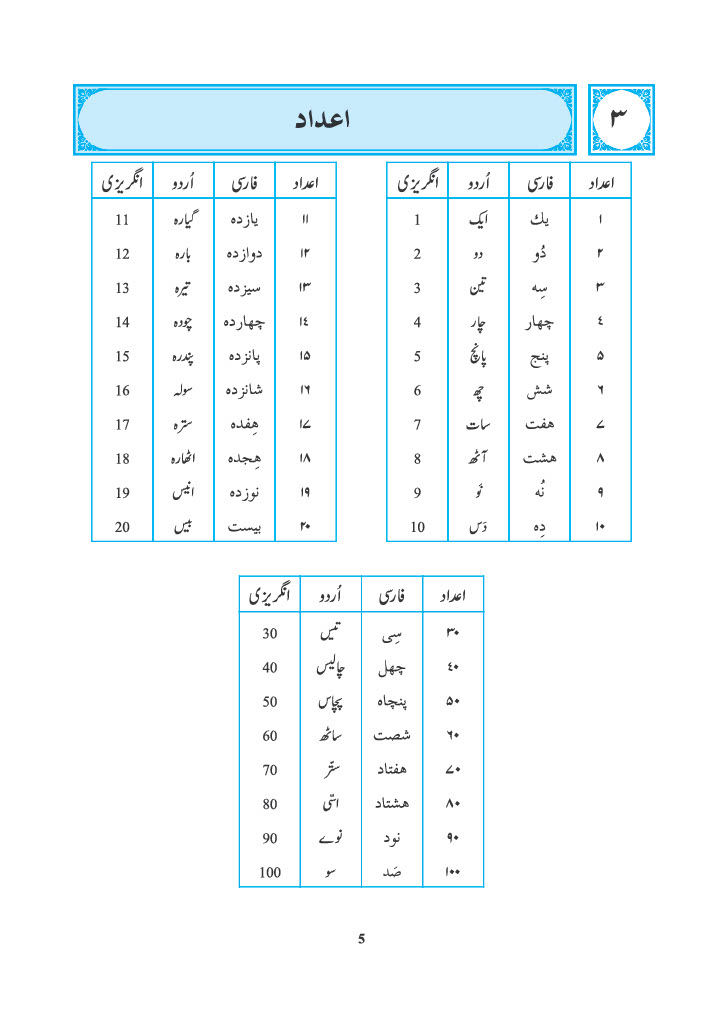 اعداد ۳
اعداد فارسی اُردو انگریزی
۱ یك ایک 1
۲ دُو دو 2
۳ سِه تین 3
٤ چهار چار 4
۵ پنج پانچ 5
٦ شش چھ 6
۷ هفت سات 7
۸ هشت آٹھ 8
۹ نُه نَو 9
۱۰ دِه دَس 10
اعداد فارسی اُردو انگریزی
۱۱ یازده گیارہ 11
۱۲ دوازده بارہ 12
۱۳ سیزده تیرہ 13
۱٤ چهارده چودہ 14
۱۵ پانزده پندرہ 15
۱٦ شانزده سولہ 16
۱۷ هِفده سترہ 17
۱۸ هِجده اٹھارہ 18
۱۹ نوزده انیس 19
۲۰ بیست بیس 20
اعداد فارسی اُردو انگریزی
۳۰ سِی تیس 30
٤۰ چهل چالیس 40
۵۰ پنچاه پچاس 50
٦۰ شصت ساٹھ 60
۷۰ هفتاد ستّر 70
۸۰ هشتاد اسّی 80
۹۰ نود نوے 90
۱۰۰ صَد سو 100
5